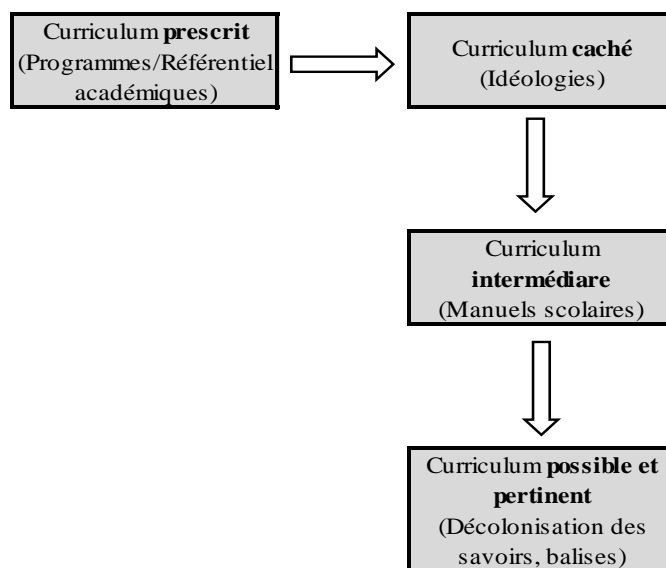 Curriculum prescrit
(Programmes/Référentiel
académiques)
Curriculum caché
(Idéologies)
Curriculum
intermédiare
(Manuels scolaires)
Curriculum possible et
pertinent
(Décolonisation des
savoirs, balises)